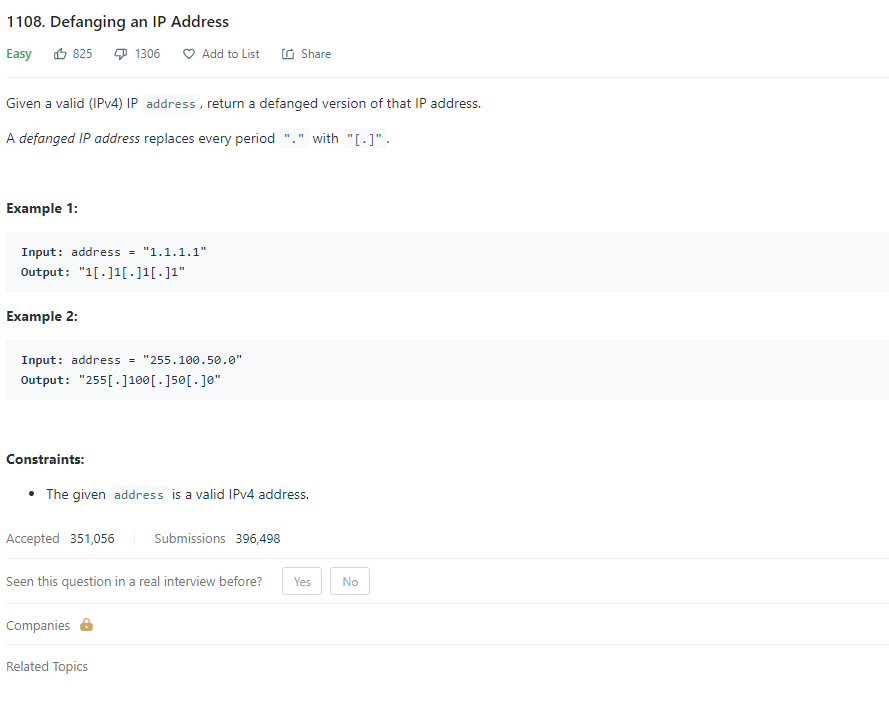 1108. Defanging an IP Address
Easy 825 1306 Add to List Share
Given a valid (IPv4) IP address, return a defanged version of that IP address.
A defanged IP address replaces every period "." with "[.]".
Example 1:
Input: address = "1.1.1.1"
Output: "1[.]1[.]1[.]1"
Example 2:
Input: address = "255.100.50.0"
Output: "255[.]100[.]50[.]0"
Constraints:
• The given address is a valid IPv4 address.
Accepted 351,056 Submissions 396,498
Seen this question in a real interview before? Yes No
Companies
Related Topics